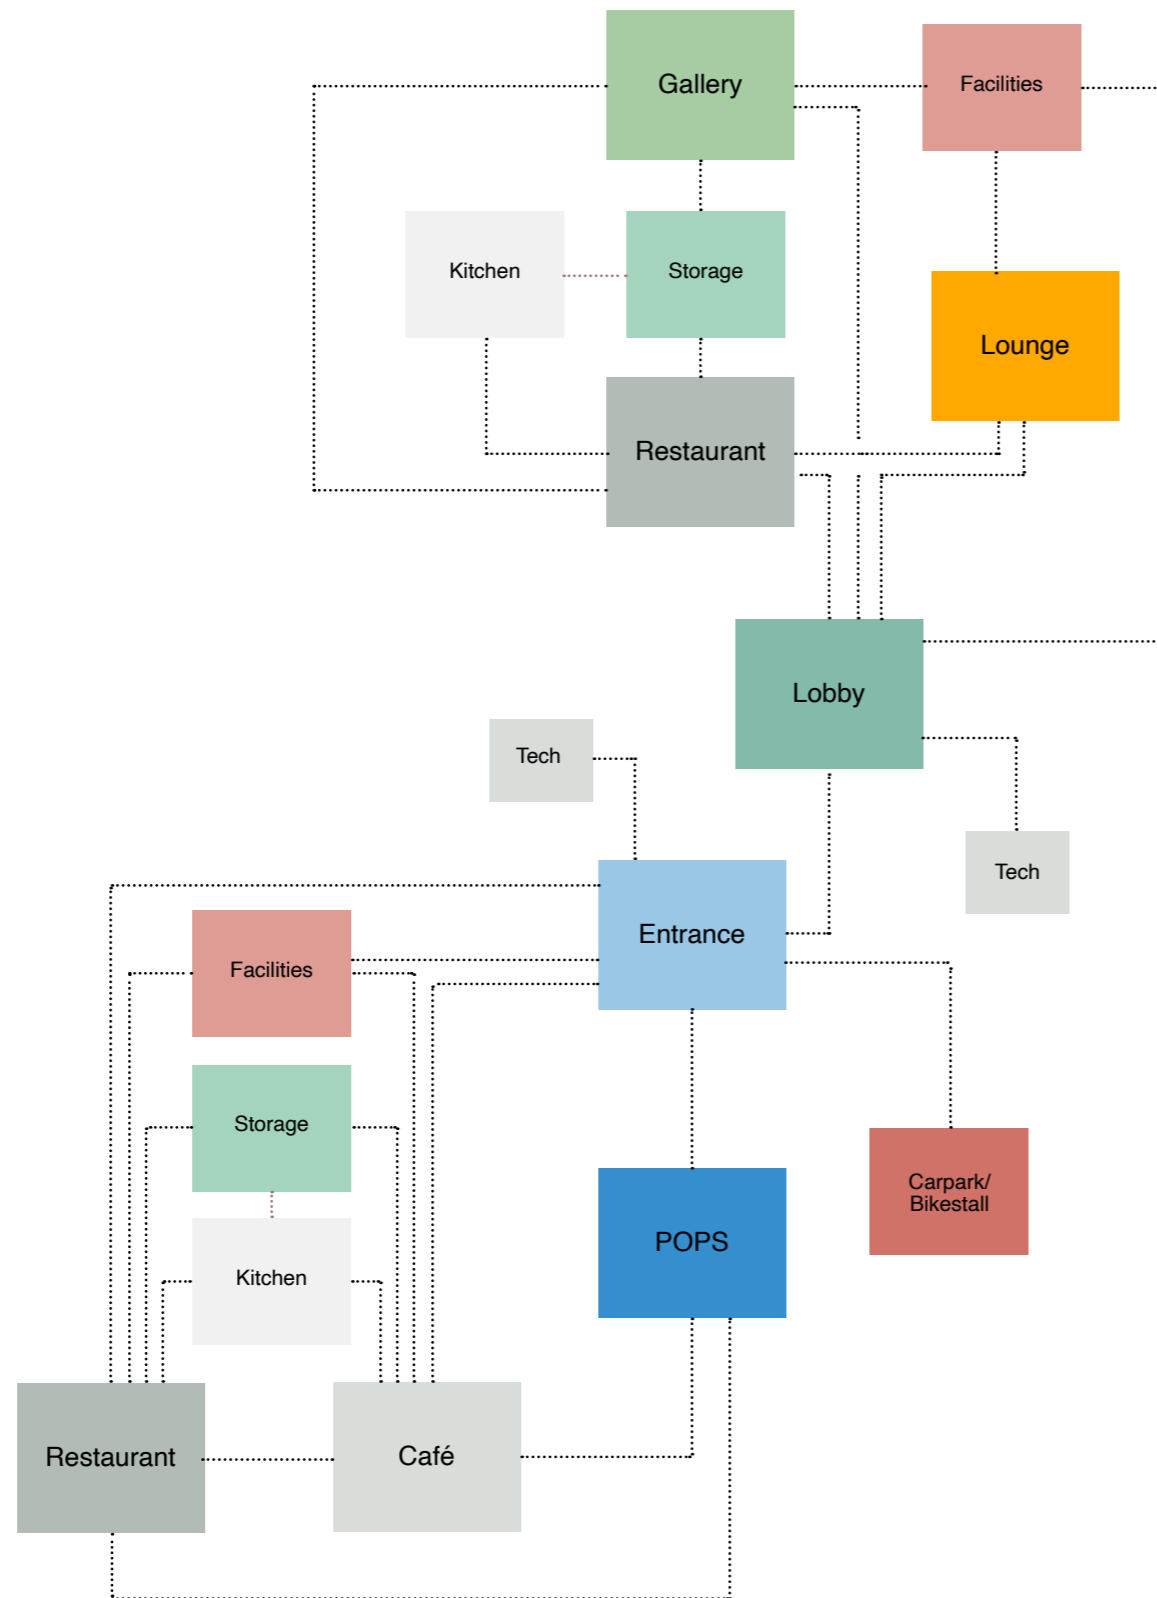 Gallery
Facilities
Kitchen
Storage
Lounge
Restaurant
Lobby
Tech
Tech
Entrance
Facilities
Storage
Carpark/
Bikestall
POPS
Kitchen
Restaurant
Café